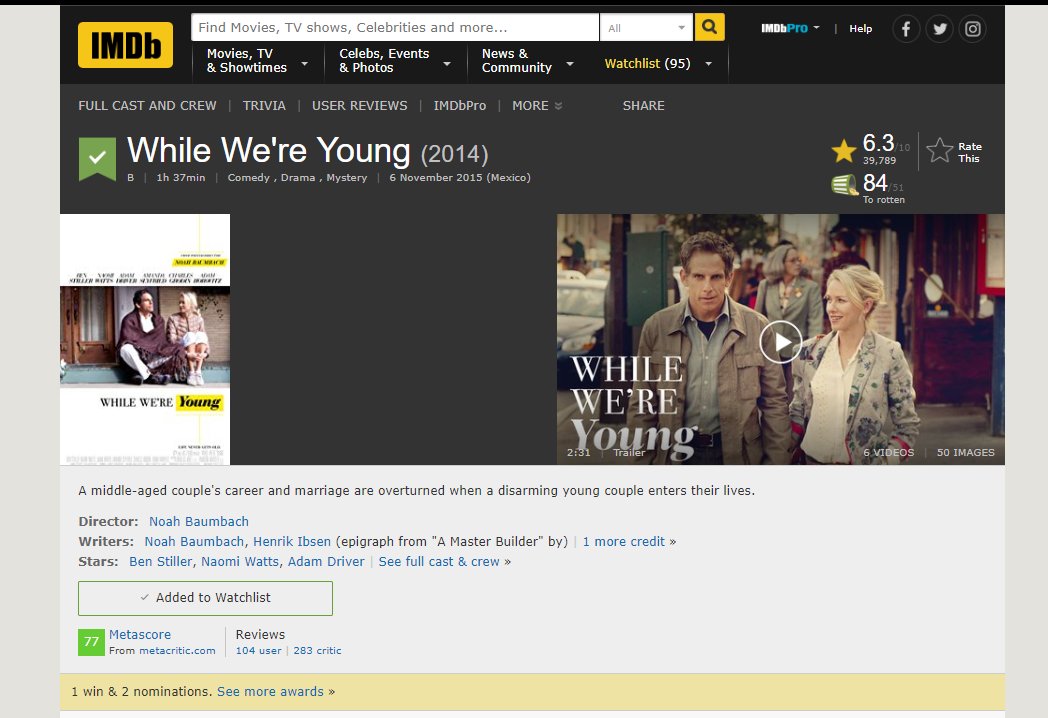 IMDb
Find Movies, TV shows, Celebrities and more...
All
IMDbPro
|
Help
Movies, TV
& Showtimes
Celebs, Events
& Photos
News &
Community
Watchlist (95)
FULL CAST AND CREW | TRIVIA | USER REVIEWS | IMDbPro | MORE
SHARE
While We're Young (2014)
B | 1h 37min | Comedy , Drama , Mystery | 6 November 2015 (Mexico)
6.3/10
39,789
Rate
This
84/51
To rotten
NOAH BAUMBACH
BEN STILLER NAOMI WATTS ADAM DRIVER AMANDA SEYFRIED CHARLES GRODIN ADAM HOROVITZ
WHILE WE'RE Young
LIFE NEVER GETS OLD.
WHILE
WE'RE
Young
2:31 | Trailer
6 VIDEOS | 50 IMAGES
A middle-aged couple's career and marriage are overturned when a disarming young couple enters their lives.
Director: Noah Baumbach
Writers: Noah Baumbach, Henrik Ibsen (epigraph from "A Master Builder" by) | 1 more credit »
Stars: Ben Stiller, Naomi Watts, Adam Driver | See full cast & crew »
Added to Watchlist
77
Metascore
From metacritic.com
Reviews
104 user | 283 critic
1 win & 2 nominations. See more awards »